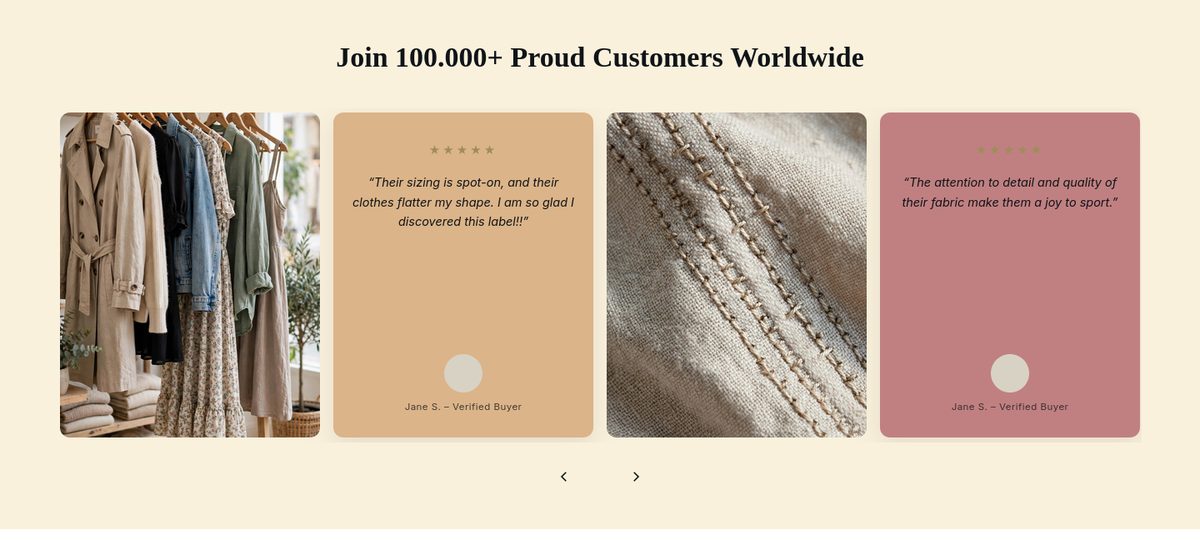 Join 100.000+ Proud Customers Worldwide
★★★★★
“Their sizing is spot-on, and their
clothes flatter my shape. I am so glad I
discovered this label!!”
Jane S. – Verified Buyer
★★★★★
“The attention to detail and quality of
their fabric make them a joy to sport.”
Jane S. – Verified Buyer